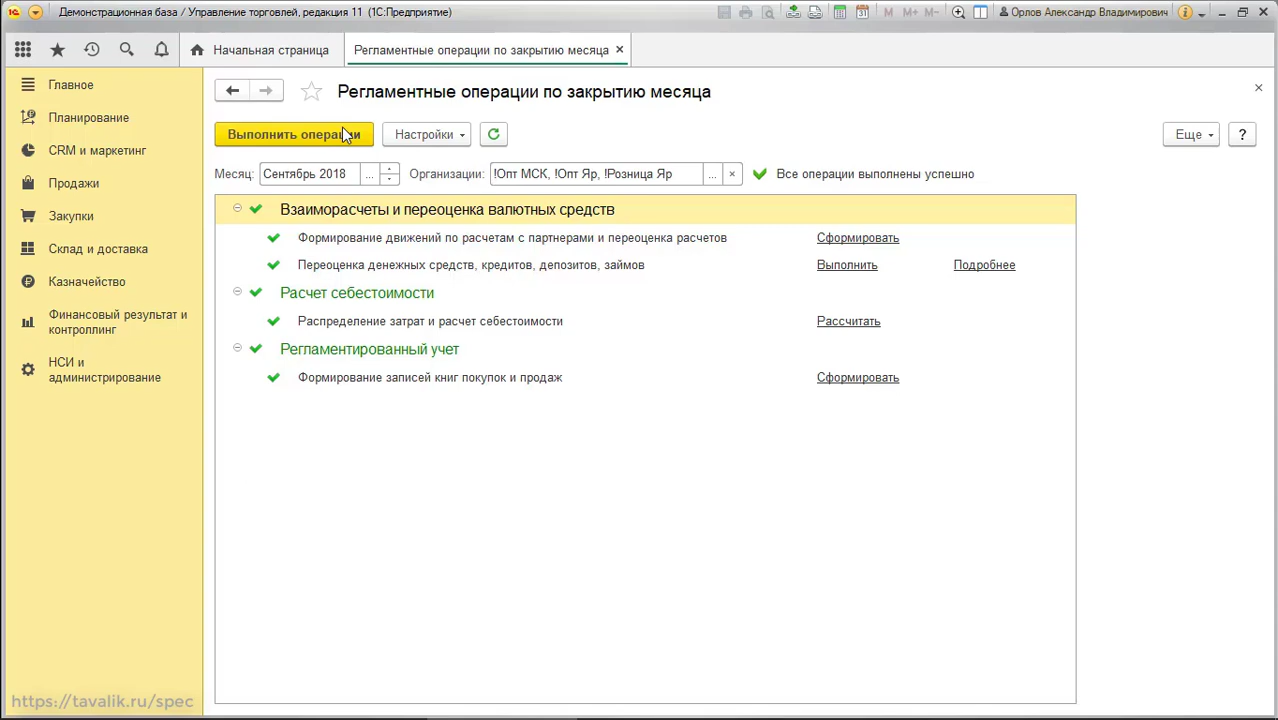 Демонстрационная база / Управление торговлей, редакция 11 (1С:Предприятие)
M M+ M- Орлов Александр Владимирович
Начальная страница
Регламентные операции по закрытию месяца
Главное
Планирование
CRM и маркетинг
Продажи
Закупки
Склад и доставка
Казначейство
Финансовый результат и
контроллинг
НСИ и
администрирование
Регламентные операции по закрытию месяца
Выполнить операции Настройки Еще ?
Месяц: Сентябрь 2018 ... Организации: !Опт МСК, !Опт Яр, !Розница Яр ... × Все операции выполнены успешно
Взаиморасчеты и переоценка валютных средств
Формирование движений по расчетам с партнерами и переоценка расчетов Сформировать
Переоценка денежных средств, кредитов, депозитов, займов Выполнить Подробнее
Расчет себестоимости
Распределение затрат и расчет себестоимости Рассчитать
Регламентированный учет
Формирование записей книг покупок и продаж Сформировать
https://tavalik.ru/spec